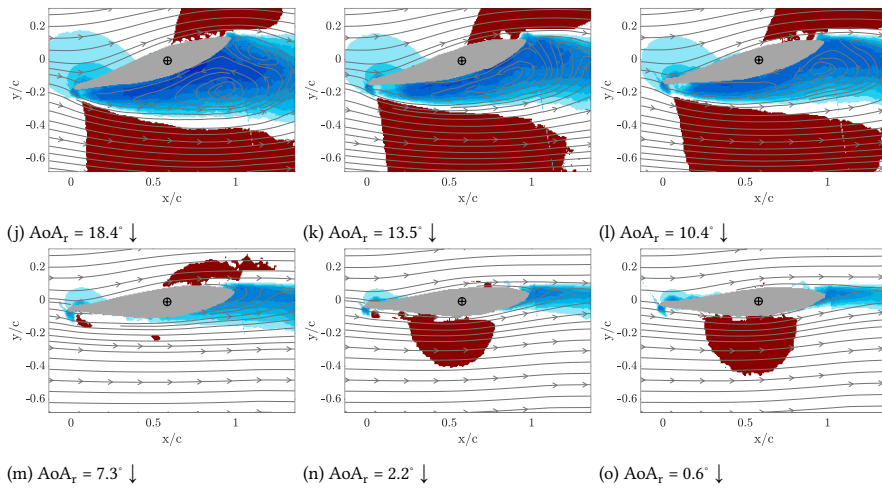 0.2
0
-0.2
-0.4
-0.6
y/c
0 0.5 1
x/c
0.2
0
-0.2
-0.4
-0.6
y/c
0 0.5 1
x/c
0.2
0
-0.2
-0.4
-0.6
y/c
0 0.5 1
x/c
(j) AoAr = 18.4° ↓
(k) AoAr = 13.5° ↓
(l) AoAr = 10.4° ↓
0.2
0
-0.2
-0.4
-0.6
y/c
0 0.5 1
x/c
0.2
0
-0.2
-0.4
-0.6
y/c
0 0.5 1
x/c
0.2
0
-0.2
-0.4
-0.6
y/c
0 0.5 1
x/c
(m) AoAr = 7.3° ↓
(n) AoAr = 2.2° ↓
(o) AoAr = 0.6° ↓